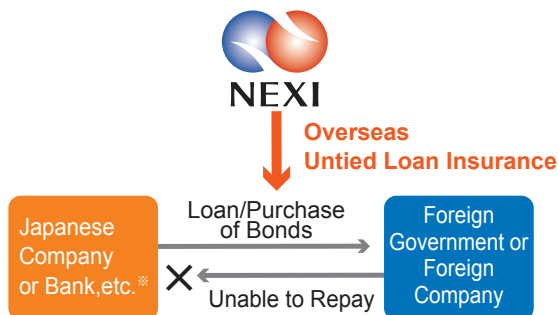 NEXI
Overseas
Untied Loan Insurance
Japanese
Company
or Bank,etc.※
Loan/Purchase
of Bonds
Unable to Repay
Foreign
Government or
Foreign
Company